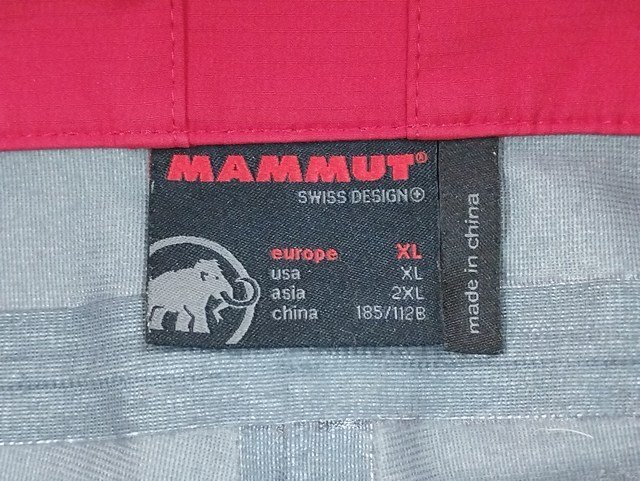 MAMMUT®
SWISS DESIGN
europe XL
usa XL
asia 2XL
china 185/112B
made in china